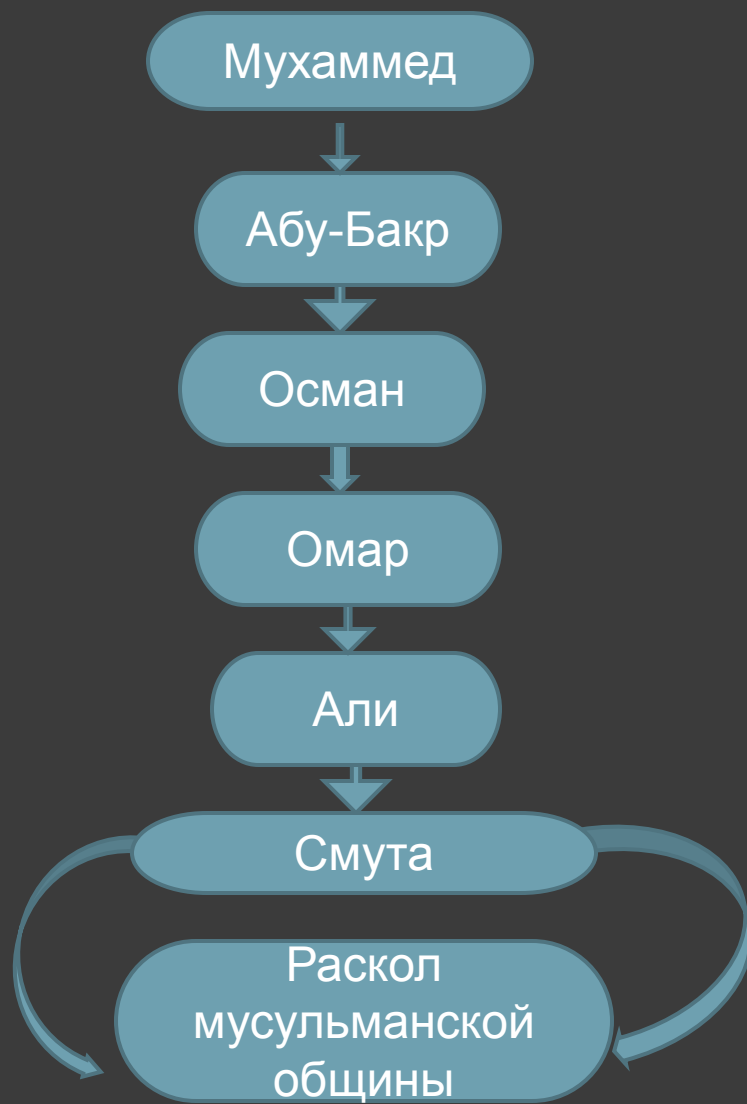 Мухаммед
Абу-Бакр
Осман
Омар
Али
Смута
Раскол
мусульманской
общины